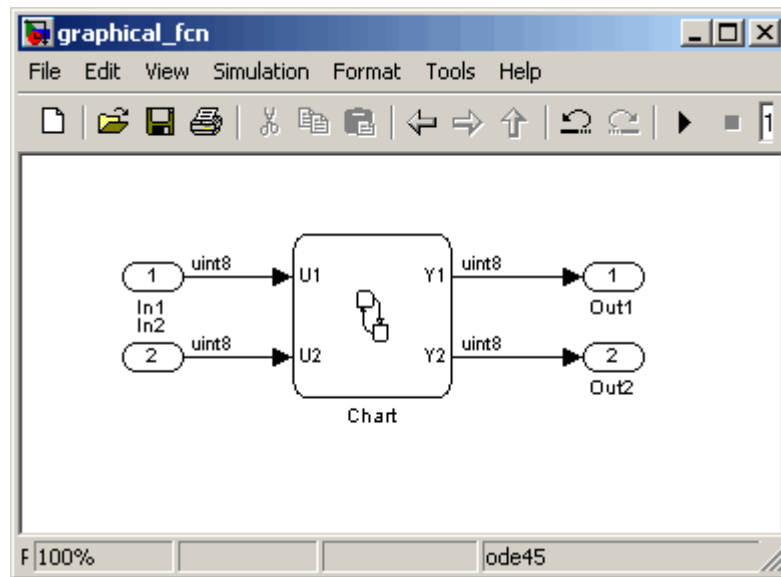 graphical_fcn
File Edit View Simulation Format Tools Help
1
1 uint8 U1 Y1 uint8 1
In1 Out1
In2
2 uint8 U2 Y2 uint8 2
Out2
Chart
F 100% ode45